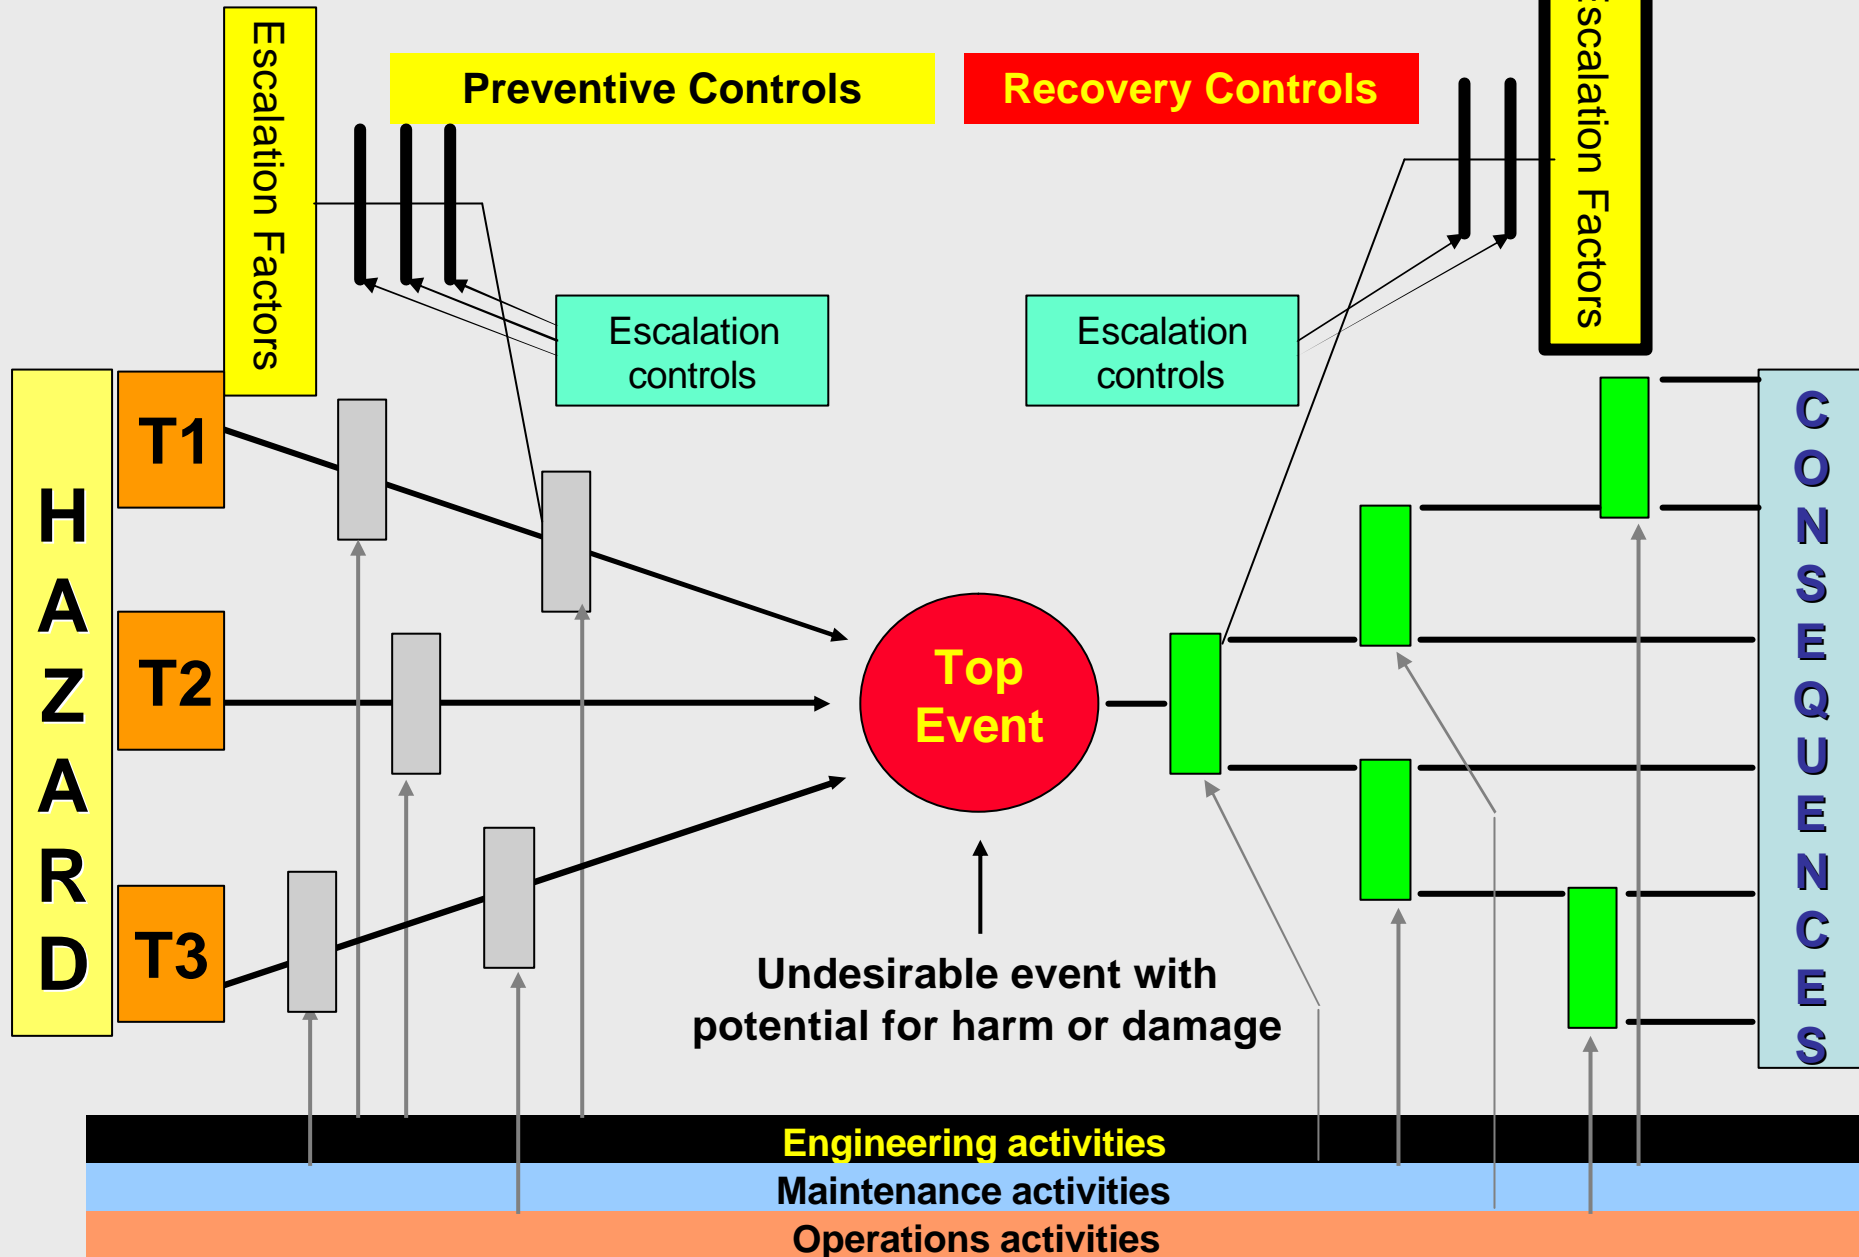 Escalation Factors
Preventive Controls
Recovery Controls
Escalation Factors
Escalation
controls
Escalation
controls
HAZARD
T1
T2
T3
Top
Event
CONSEQUENCES
Undesirable event with
potential for harm or damage
Engineering activities
Maintenance activities
Operations activities